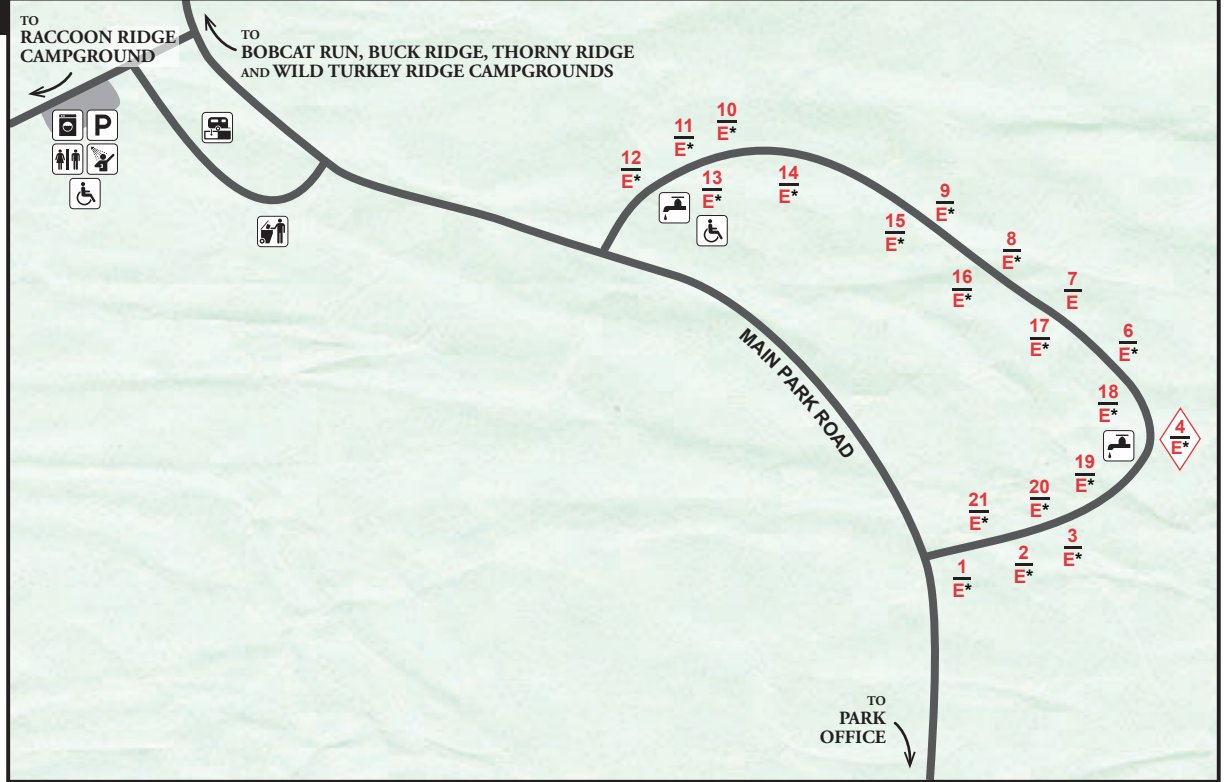 TO
RACCOON RIDGE
CAMPGROUND
TO
BOBCAT RUN, BUCK RIDGE, THORNY RIDGE
AND WILD TURKEY RIDGE CAMPGROUNDS
P
10
E*
11
E*
12
E*
13
E*
14
E*
9
E*
15
E*
8
E*
16
E*
7
E
17
E*
6
E*
18
E*
4
E*
19
E*
20
E*
21
E*
3
E*
2
E*
1
E*
MAIN PARK ROAD
TO
PARK
OFFICE